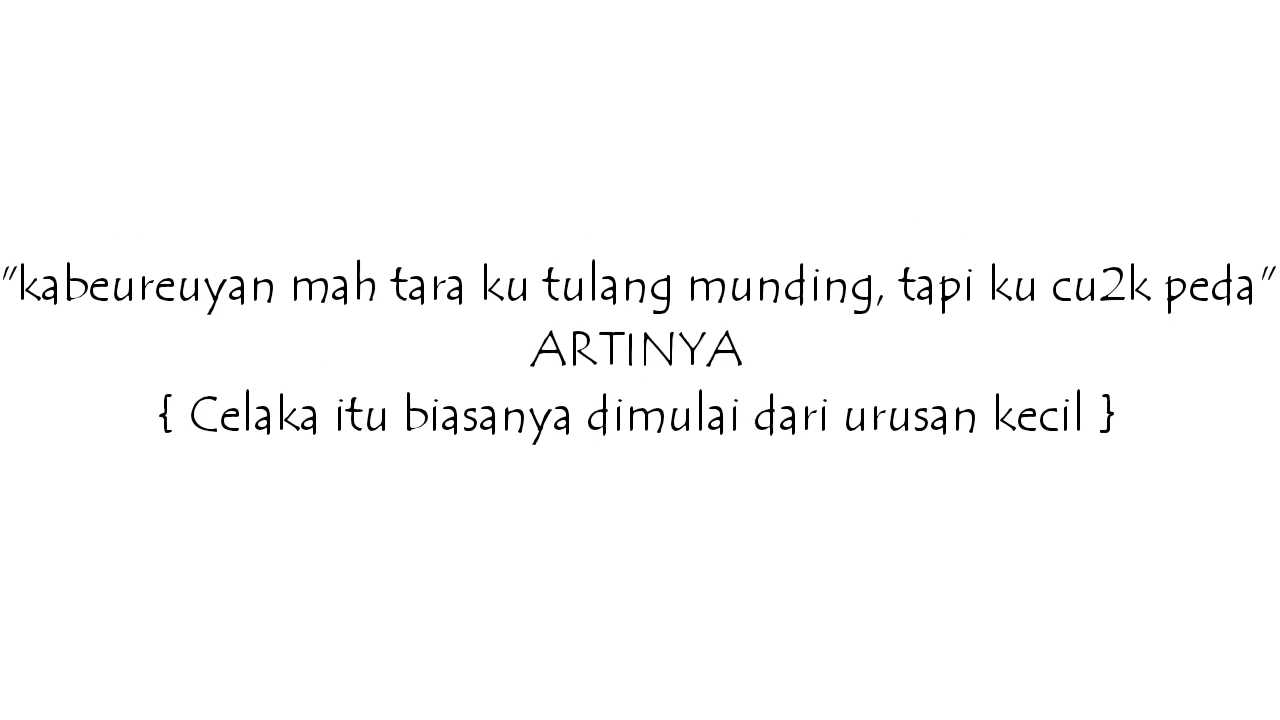 "kabeureuyan mah tara ku tulang munding, tapi ku cu2k peda"
ARTINYA
{ Celaka itu biasanya dimulai dari urusan kecil }